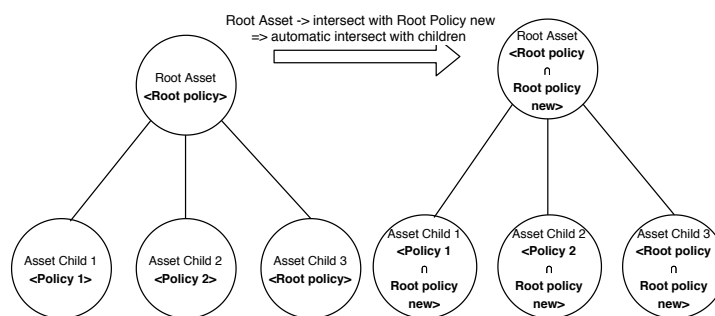 Root Asset -> intersect with Root Policy new
=> automatic intersect with children
Root Asset
<Root policy>
Asset Child 1
<Policy 1>
Asset Child 2
<Policy 2>
Asset Child 3
<Root policy>
Root Asset
<Root policy
∩
Root policy
new>
Asset Child 1
<Policy 1
∩
Root policy
new>
Asset Child 2
<Policy 2
∩
Root policy
new>
Asset Child 3
<Root policy
∩
Root policy
new>